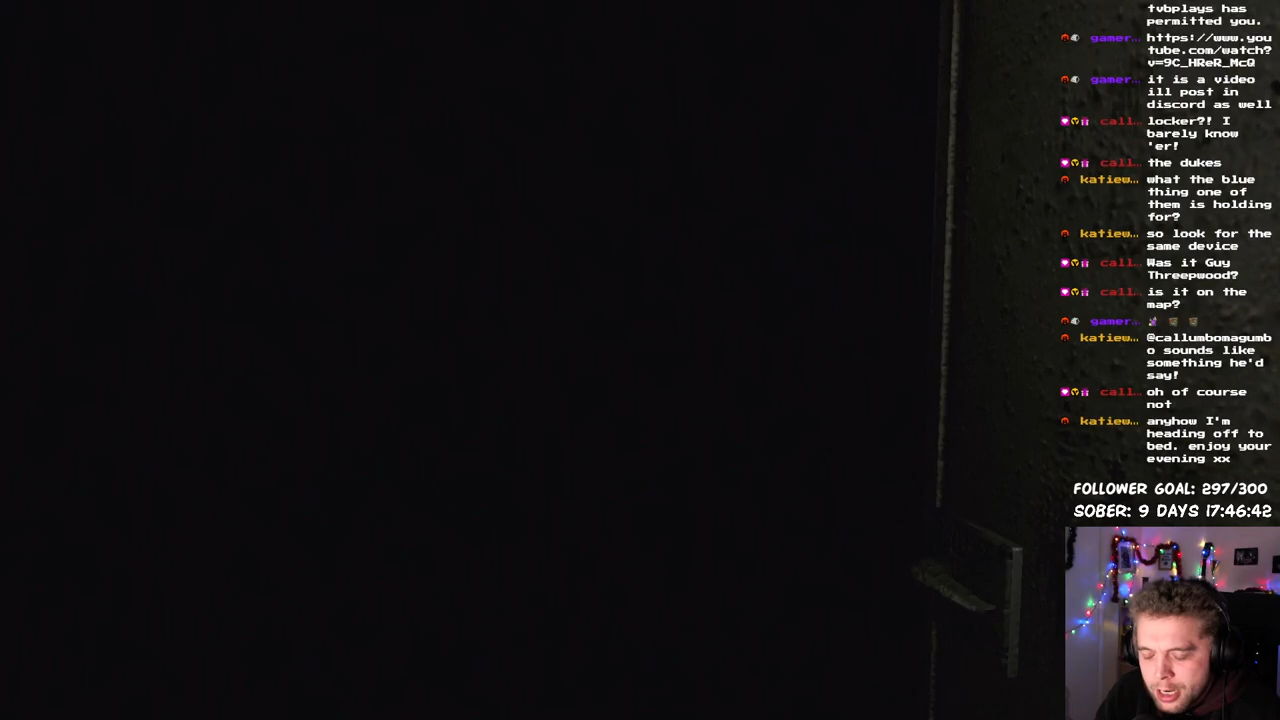 tvbplays has
permitted you.
gamer… https://www.you
tube.com/watch?
v=9C_HReR_McQ
gamer… it is a video
ill post in
discord as well
call… locker?! I
barely know
'er!
call… the dukes
katiew… what the blue
thing one of
them is holding
for?
katiew… so look for the
same device
call… Was it Guy
Threepwood?
call… is it on the
map?
gamer…
katiew… @callumbomagumb
o sounds like
something he'd
say!
call… oh of course
not
katiew… anyhow I'm
heading off to
bed. enjoy your
evening xx
FOLLOWER GOAL: 297/300
SOBER: 9 DAYS 17:46:42